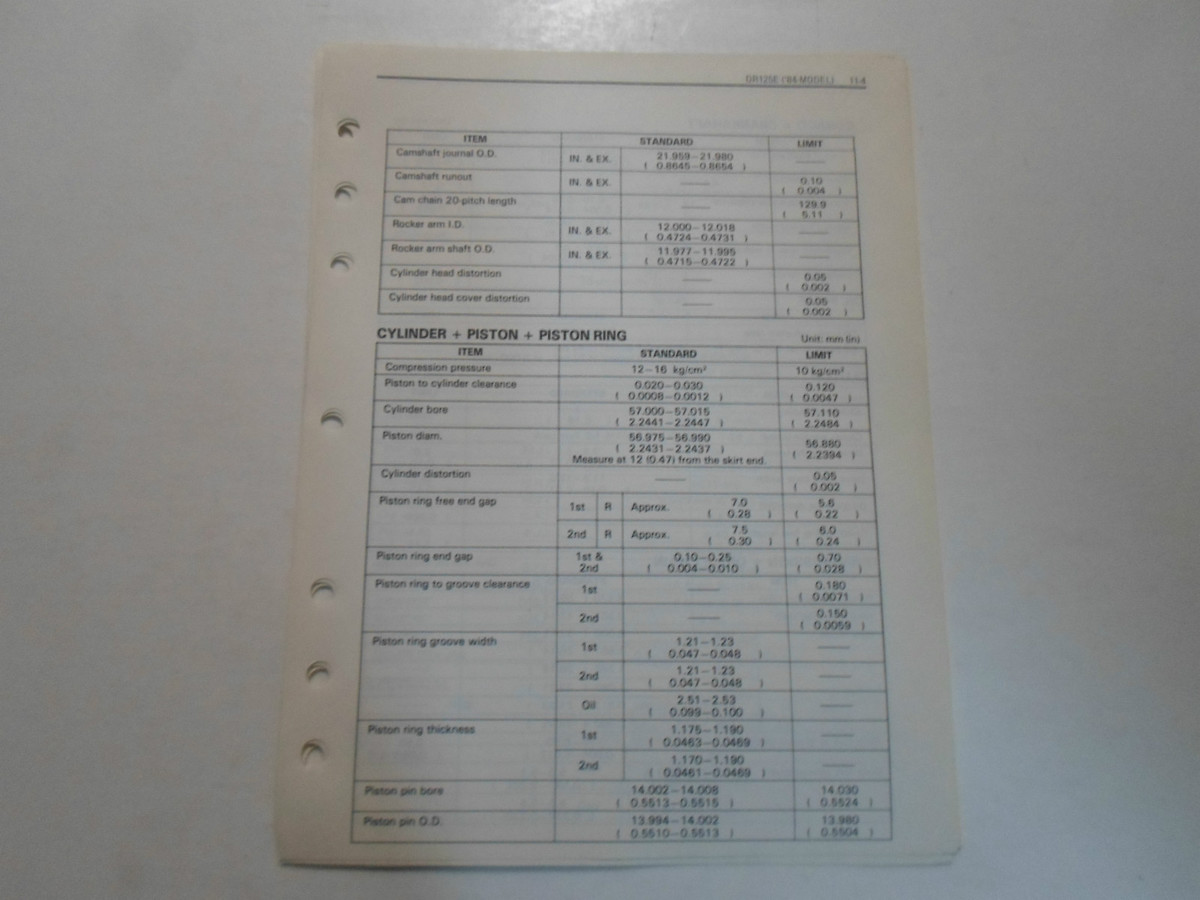 DR125E ('86 MODEL) 11-4
ITEM STANDARD LIMIT
Camshaft journal O.D. IN. & EX. 21.959–21.980
( 0.8645–0.8654 )
Camshaft runout IN. & EX. 0.10
( 0.004 )
Cam chain 20-pitch length 129.9
( 5.11 )
Rocker arm I.D. IN. & EX. 12.000–12.018
( 0.4724–0.4731 )
Rocker arm shaft O.D. IN. & EX. 11.977–11.995
( 0.4715–0.4722 )
Cylinder head distortion 0.05
( 0.002 )
Cylinder head cover distortion 0.05
( 0.002 )
CYLINDER + PISTON + PISTON RING Unit: mm (in)
ITEM STANDARD LIMIT
Compression pressure 12–16 kg/cm² 10 kg/cm²
Piston to cylinder clearance 0.020–0.030 0.120
( 0.0008–0.0012 ) ( 0.0047 )
Cylinder bore 57.000–57.015 57.110
( 2.2441–2.2447 ) ( 2.2484 )
Piston diam. 56.975–56.990 56.880
( 2.2431–2.2437 ) ( 2.2394 )
Measure at 12 (0.47) from the skirt end.
Cylinder distortion 0.05
( 0.002 )
Piston ring free end gap 1st R Approx. 7.0 5.6
( 0.28 ) ( 0.22 )
2nd R Approx. 7.5 6.0
( 0.30 ) ( 0.24 )
Piston ring end gap 1st & 0.10–0.25 0.70
2nd ( 0.004–0.010 ) ( 0.028 )
Piston ring to groove clearance 1st 0.180
( 0.0071 )
2nd 0.150
( 0.0059 )
Piston ring groove width 1st 1.21–1.23
( 0.047–0.048 )
2nd 1.21–1.23
( 0.047–0.048 )
Oil 2.51–2.53
( 0.099–0.100 )
Piston ring thickness 1st 1.175–1.190
( 0.0463–0.0469 )
2nd 1.170–1.190
( 0.0461–0.0469 )
Piston pin bore 14.002–14.008 14.030
( 0.5513–0.5515 ) ( 0.5524 )
Piston pin O.D. 13.994–14.002 13.980
( 0.5510–0.5513 ) ( 0.5504 )